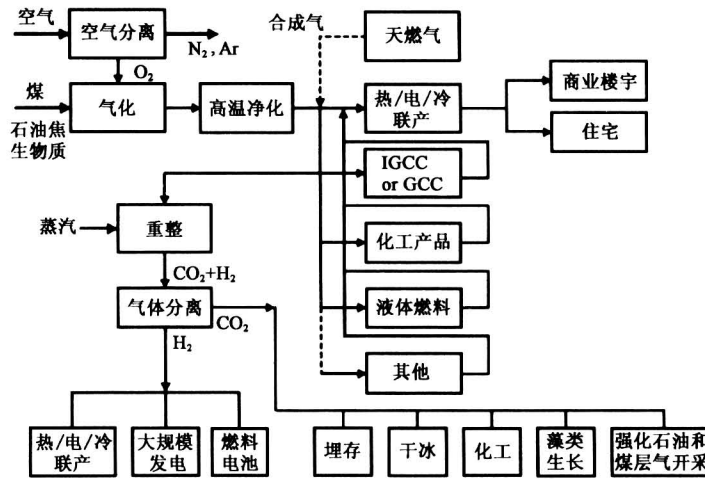 空气
空气分离
N₂, Ar
合成气
天燃气
O₂
煤
石油焦
生物质
气化
高温净化
热/电/冷
联产
商业楼宇
住宅
IGCC
or GCC
蒸汽
重整
化工产品
CO₂+H₂
气体分离
CO₂
液体燃料
H₂
其他
热/电/冷
联产
大规模
发电
燃料
电池
埋存
干冰
化工
藻类
生长
强化石油和
煤层气开采